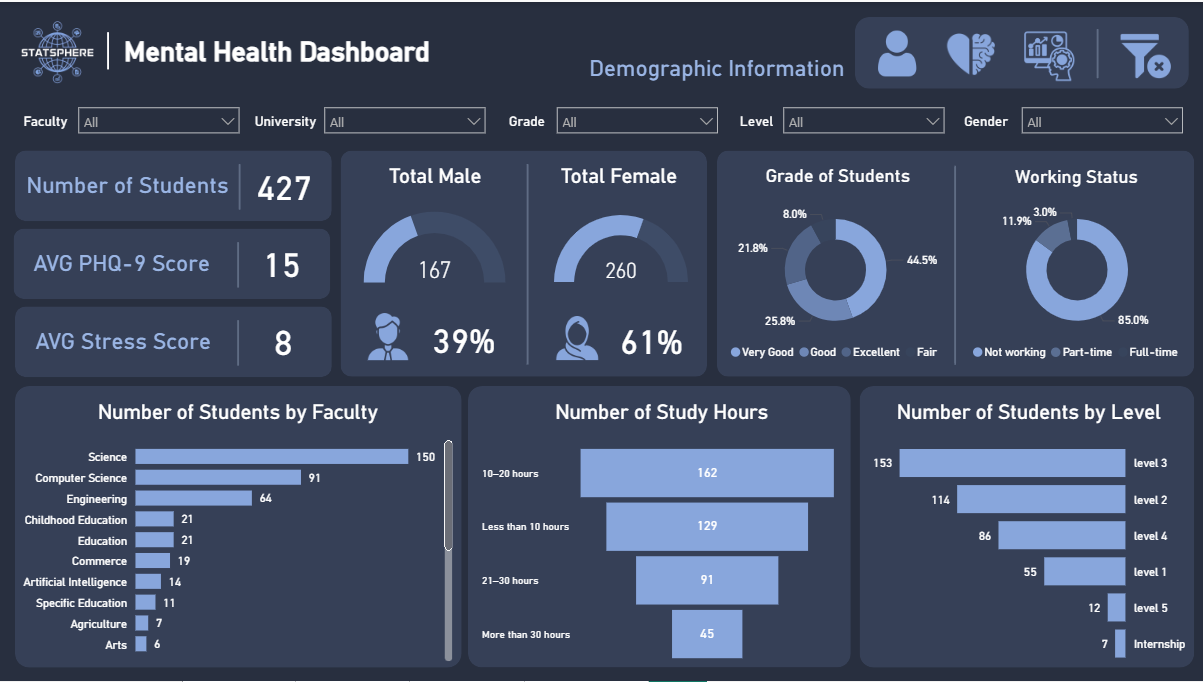 STATSPHERE
Mental Health Dashboard
Demographic Information
Faculty All University All Grade All Level All Gender All
Number of Students 427
AVG PHQ-9 Score 15
AVG Stress Score 8
Total Male
167
39%
Total Female
260
61%
Grade of Students
8.0%
21.8%
44.5%
25.8%
Very Good Good Excellent Fair
Working Status
3.0%
11.9%
85.0%
Not working Part-time Full-time
Number of Students by Faculty
Science 150
Computer Science 91
Engineering 64
Childhood Education 21
Education 21
Commerce 19
Artificial Intelligence 14
Specific Education 11
Agriculture 7
Arts 6
Number of Study Hours
10–20 hours 162
Less than 10 hours 129
21–30 hours 91
More than 30 hours 45
Number of Students by Level
153 level 3
114 level 2
86 level 4
55 level 1
12 level 5
7 Internship